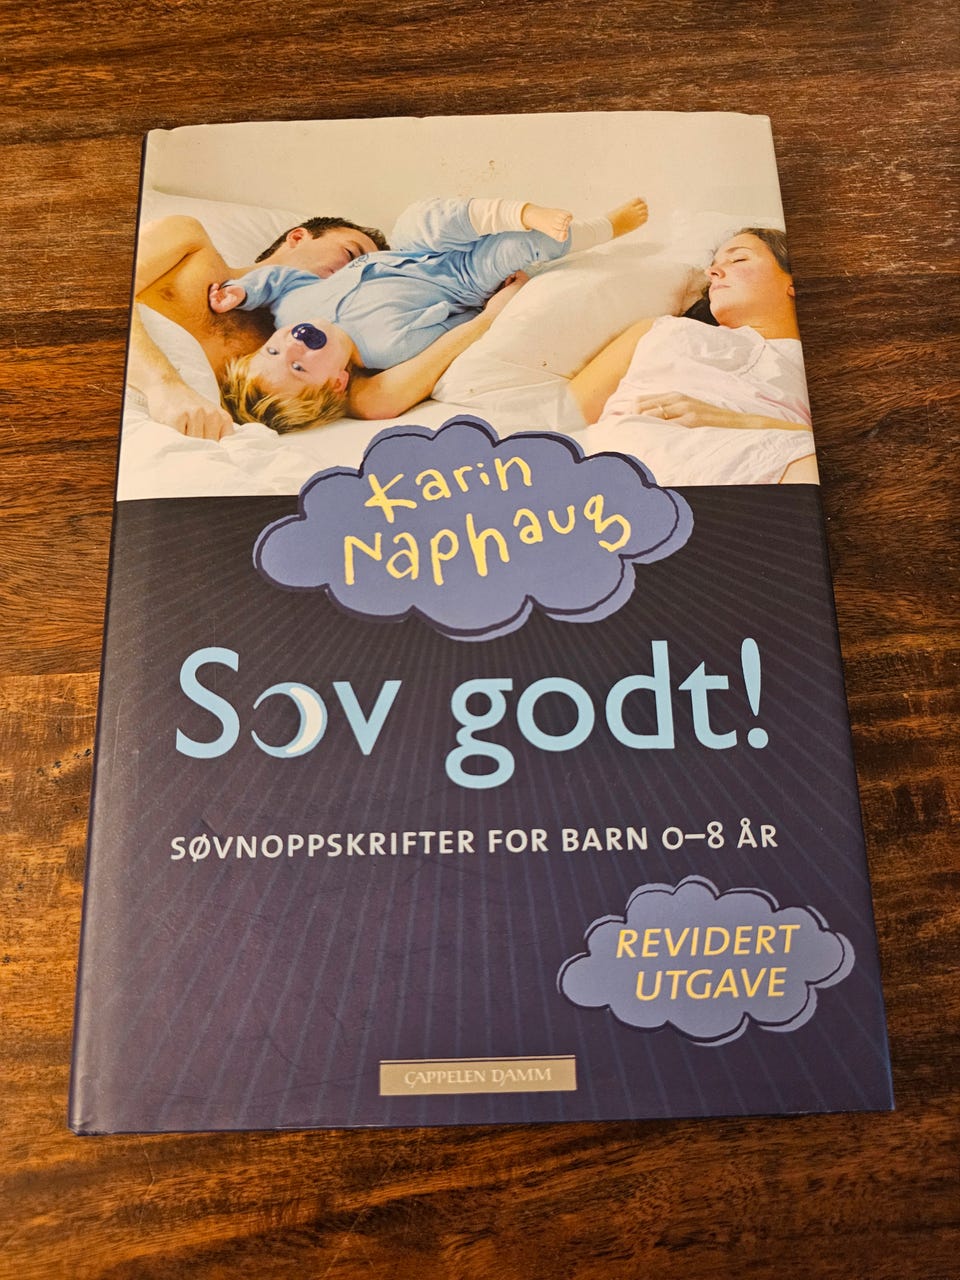 Karin
Naphaug
Sov godt!
SØVNOPPSKRIFTER FOR BARN 0–8 ÅR
REVIDERT
UTGAVE
CAPPELEN DAMM